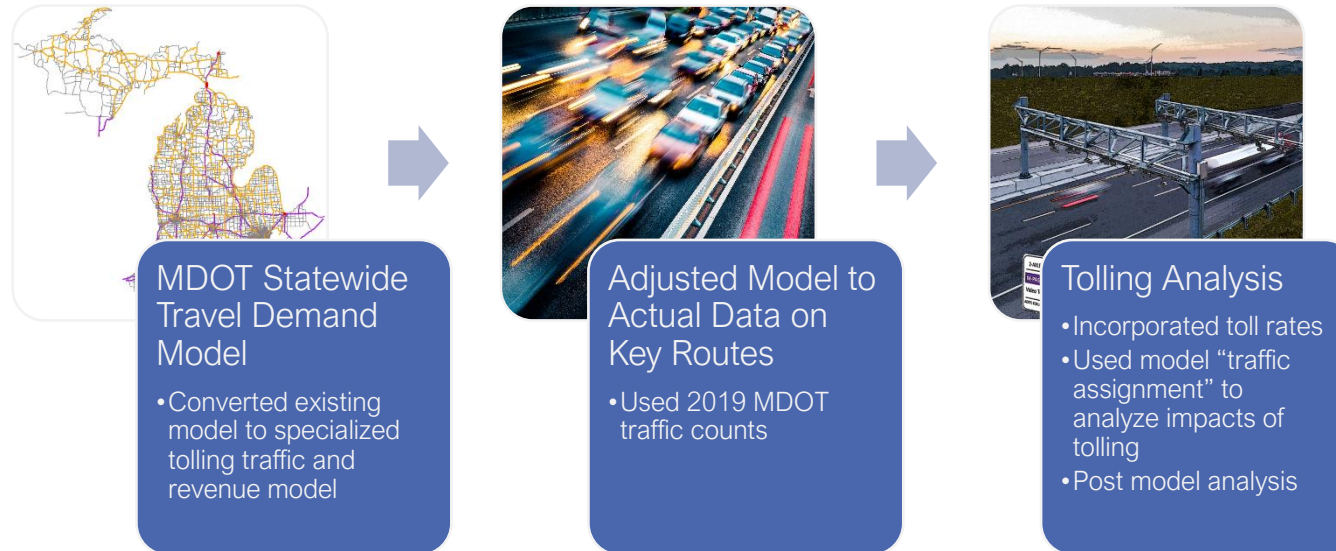 MDOT Statewide
Travel Demand
Model
•Converted existing
model to specialized
tolling traffic and
revenue model
Adjusted Model to
Actual Data on
Key Routes
•Used 2019 MDOT
traffic counts
Tolling Analysis
•Incorporated toll rates
•Used model “traffic
assignment” to
analyze impacts of
tolling
•Post model analysis